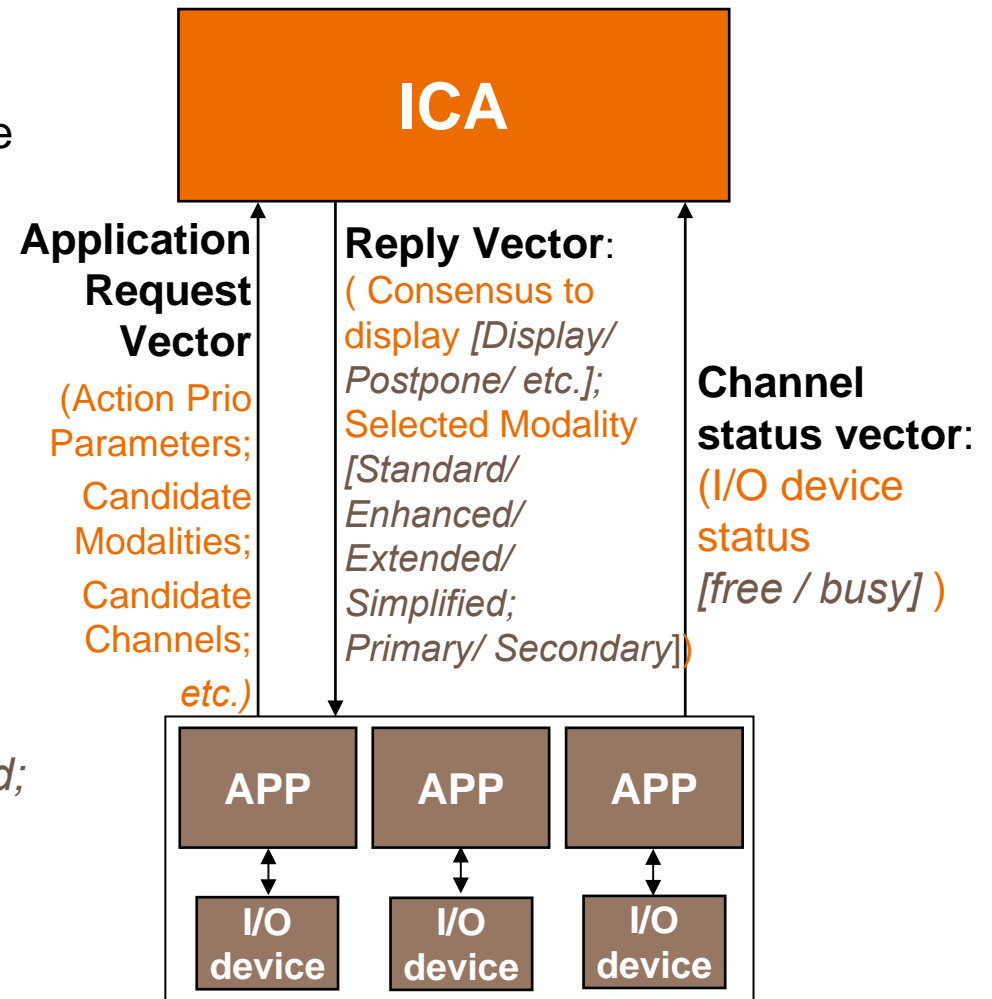 ICA
e
Application
Request
Vector
(Action Prio
Parameters;
Candidate
Modalities;
Candidate
Channels;
etc.)
Reply Vector:
( Consensus to
display [Display/
Postpone/ etc.];
Selected Modality
[Standard/
Enhanced/
Extended/
Simplified;
Primary/ Secondary])
Channel
status vector:
(I/O device
status
[free / busy] )
d;
APP
APP
APP
I/O
device
I/O
device
I/O
device